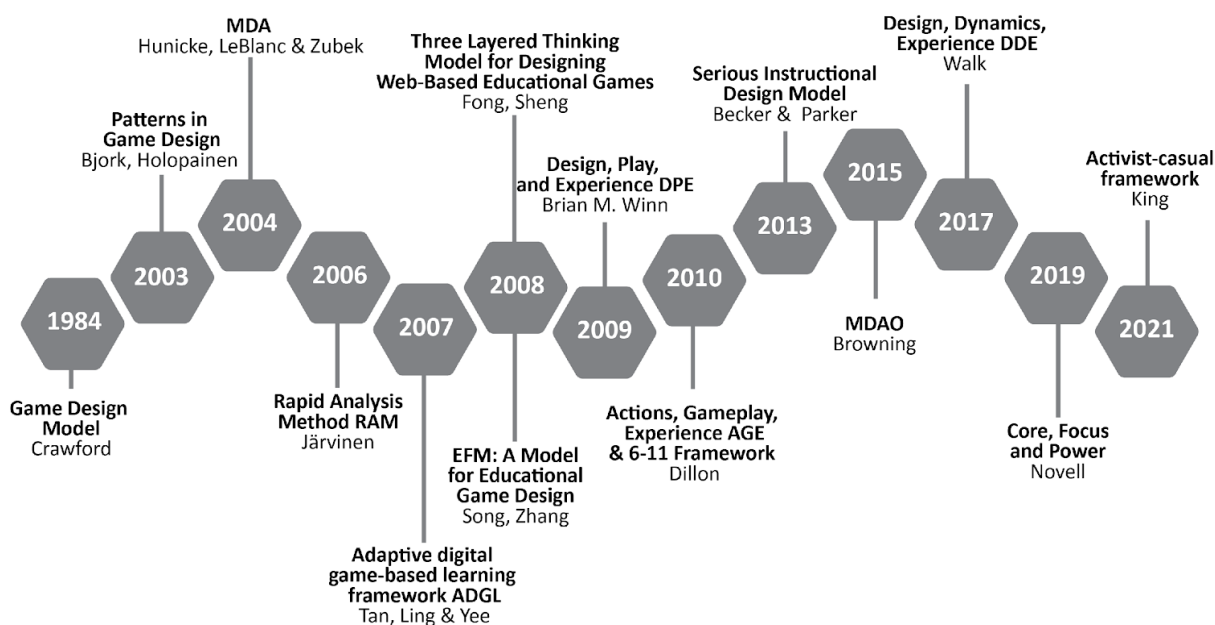 MDA
Hunicke, LeBlanc & Zubek
Patterns in
Game Design
Bjork, Holopainen
Three Layered Thinking
Model for Designing
Web-Based Educational Games
Fong, Sheng
Design, Play,
and Experience DPE
Brian M. Winn
Serious Instructional
Design Model
Becker & Parker
Design, Dynamics,
Experience DDE
Walk
Activist-casual
framework
King
1984
2003
2004
2006
2007
2008
2009
2010
2013
2015
2017
2019
2021
Game Design
Model
Crawford
Rapid Analysis
Method RAM
Järvinen
Adaptive digital
game-based learning
framework ADGL
Tan, Ling & Yee
EFM: A Model
for Educational
Game Design
Song, Zhang
Actions, Gameplay,
Experience AGE
& 6-11 Framework
Dillon
MDAO
Browning
Core, Focus
and Power
Novell